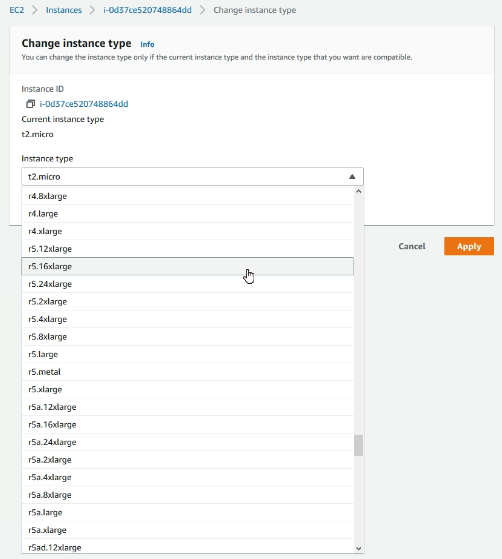 EC2 > Instances > i-0d37ce520748864dd > Change instance type
Change instance type Info
You can change the instance type only if the current instance type and the instance type that you want are compatible.
Instance ID
i-0d37ce520748864dd
Current instance type
t2.micro
Instance type
t2.micro
r4.8xlarge
r4.large
r4.xlarge
r5.12xlarge
r5.16xlarge
r5.24xlarge
r5.2xlarge
r5.4xlarge
r5.8xlarge
r5.large
r5.metal
r5.xlarge
r5a.12xlarge
r5a.16xlarge
r5a.24xlarge
r5a.2xlarge
r5a.4xlarge
r5a.8xlarge
r5a.large
r5a.xlarge
r5ad.12xlarge
Cancel Apply